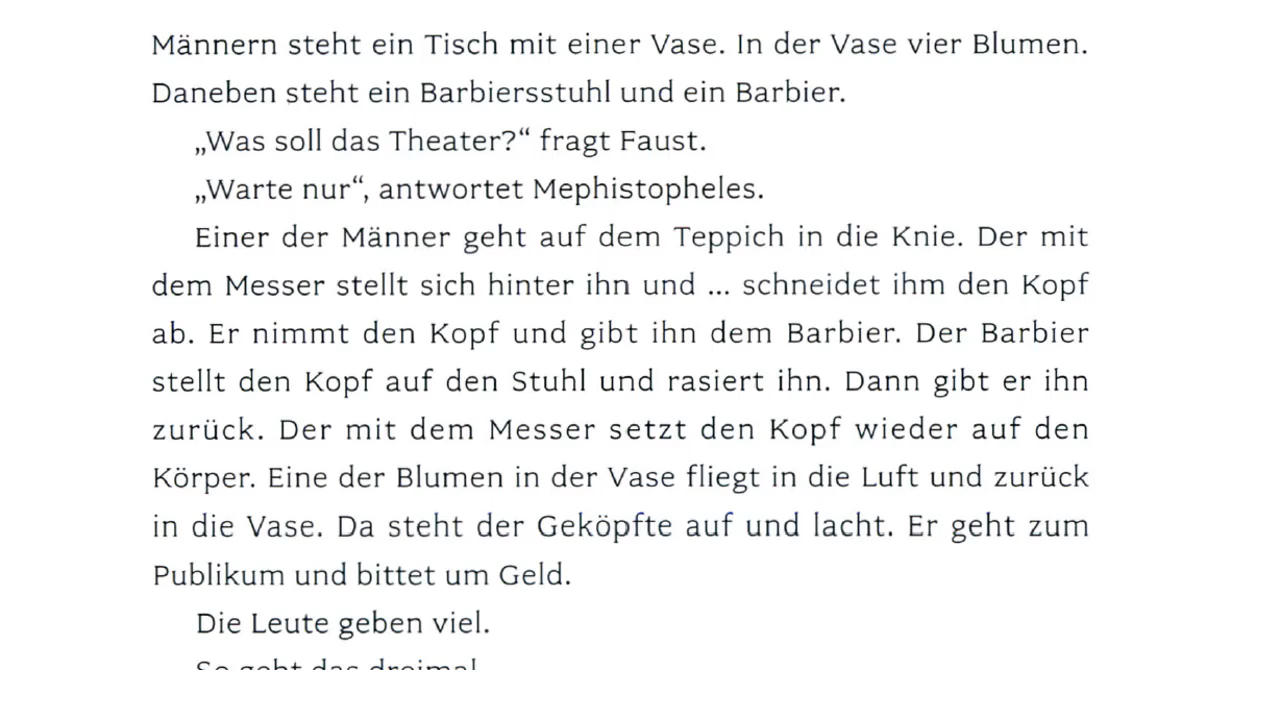 Männern steht ein Tisch mit einer Vase. In der Vase vier Blumen.
Daneben steht ein Barbiersstuhl und ein Barbier.
„Was soll das Theater?“ fragt Faust.
„Warte nur“, antwortet Mephistopheles.
Einer der Männer geht auf dem Teppich in die Knie. Der mit
dem Messer stellt sich hinter ihn und ... schneidet ihm den Kopf
ab. Er nimmt den Kopf und gibt ihn dem Barbier. Der Barbier
stellt den Kopf auf den Stuhl und rasiert ihn. Dann gibt er ihn
zurück. Der mit dem Messer setzt den Kopf wieder auf den
Körper. Eine der Blumen in der Vase fliegt in die Luft und zurück
in die Vase. Da steht der Geköpfte auf und lacht. Er geht zum
Publikum und bittet um Geld.
Die Leute geben viel.
So geht das dreimal